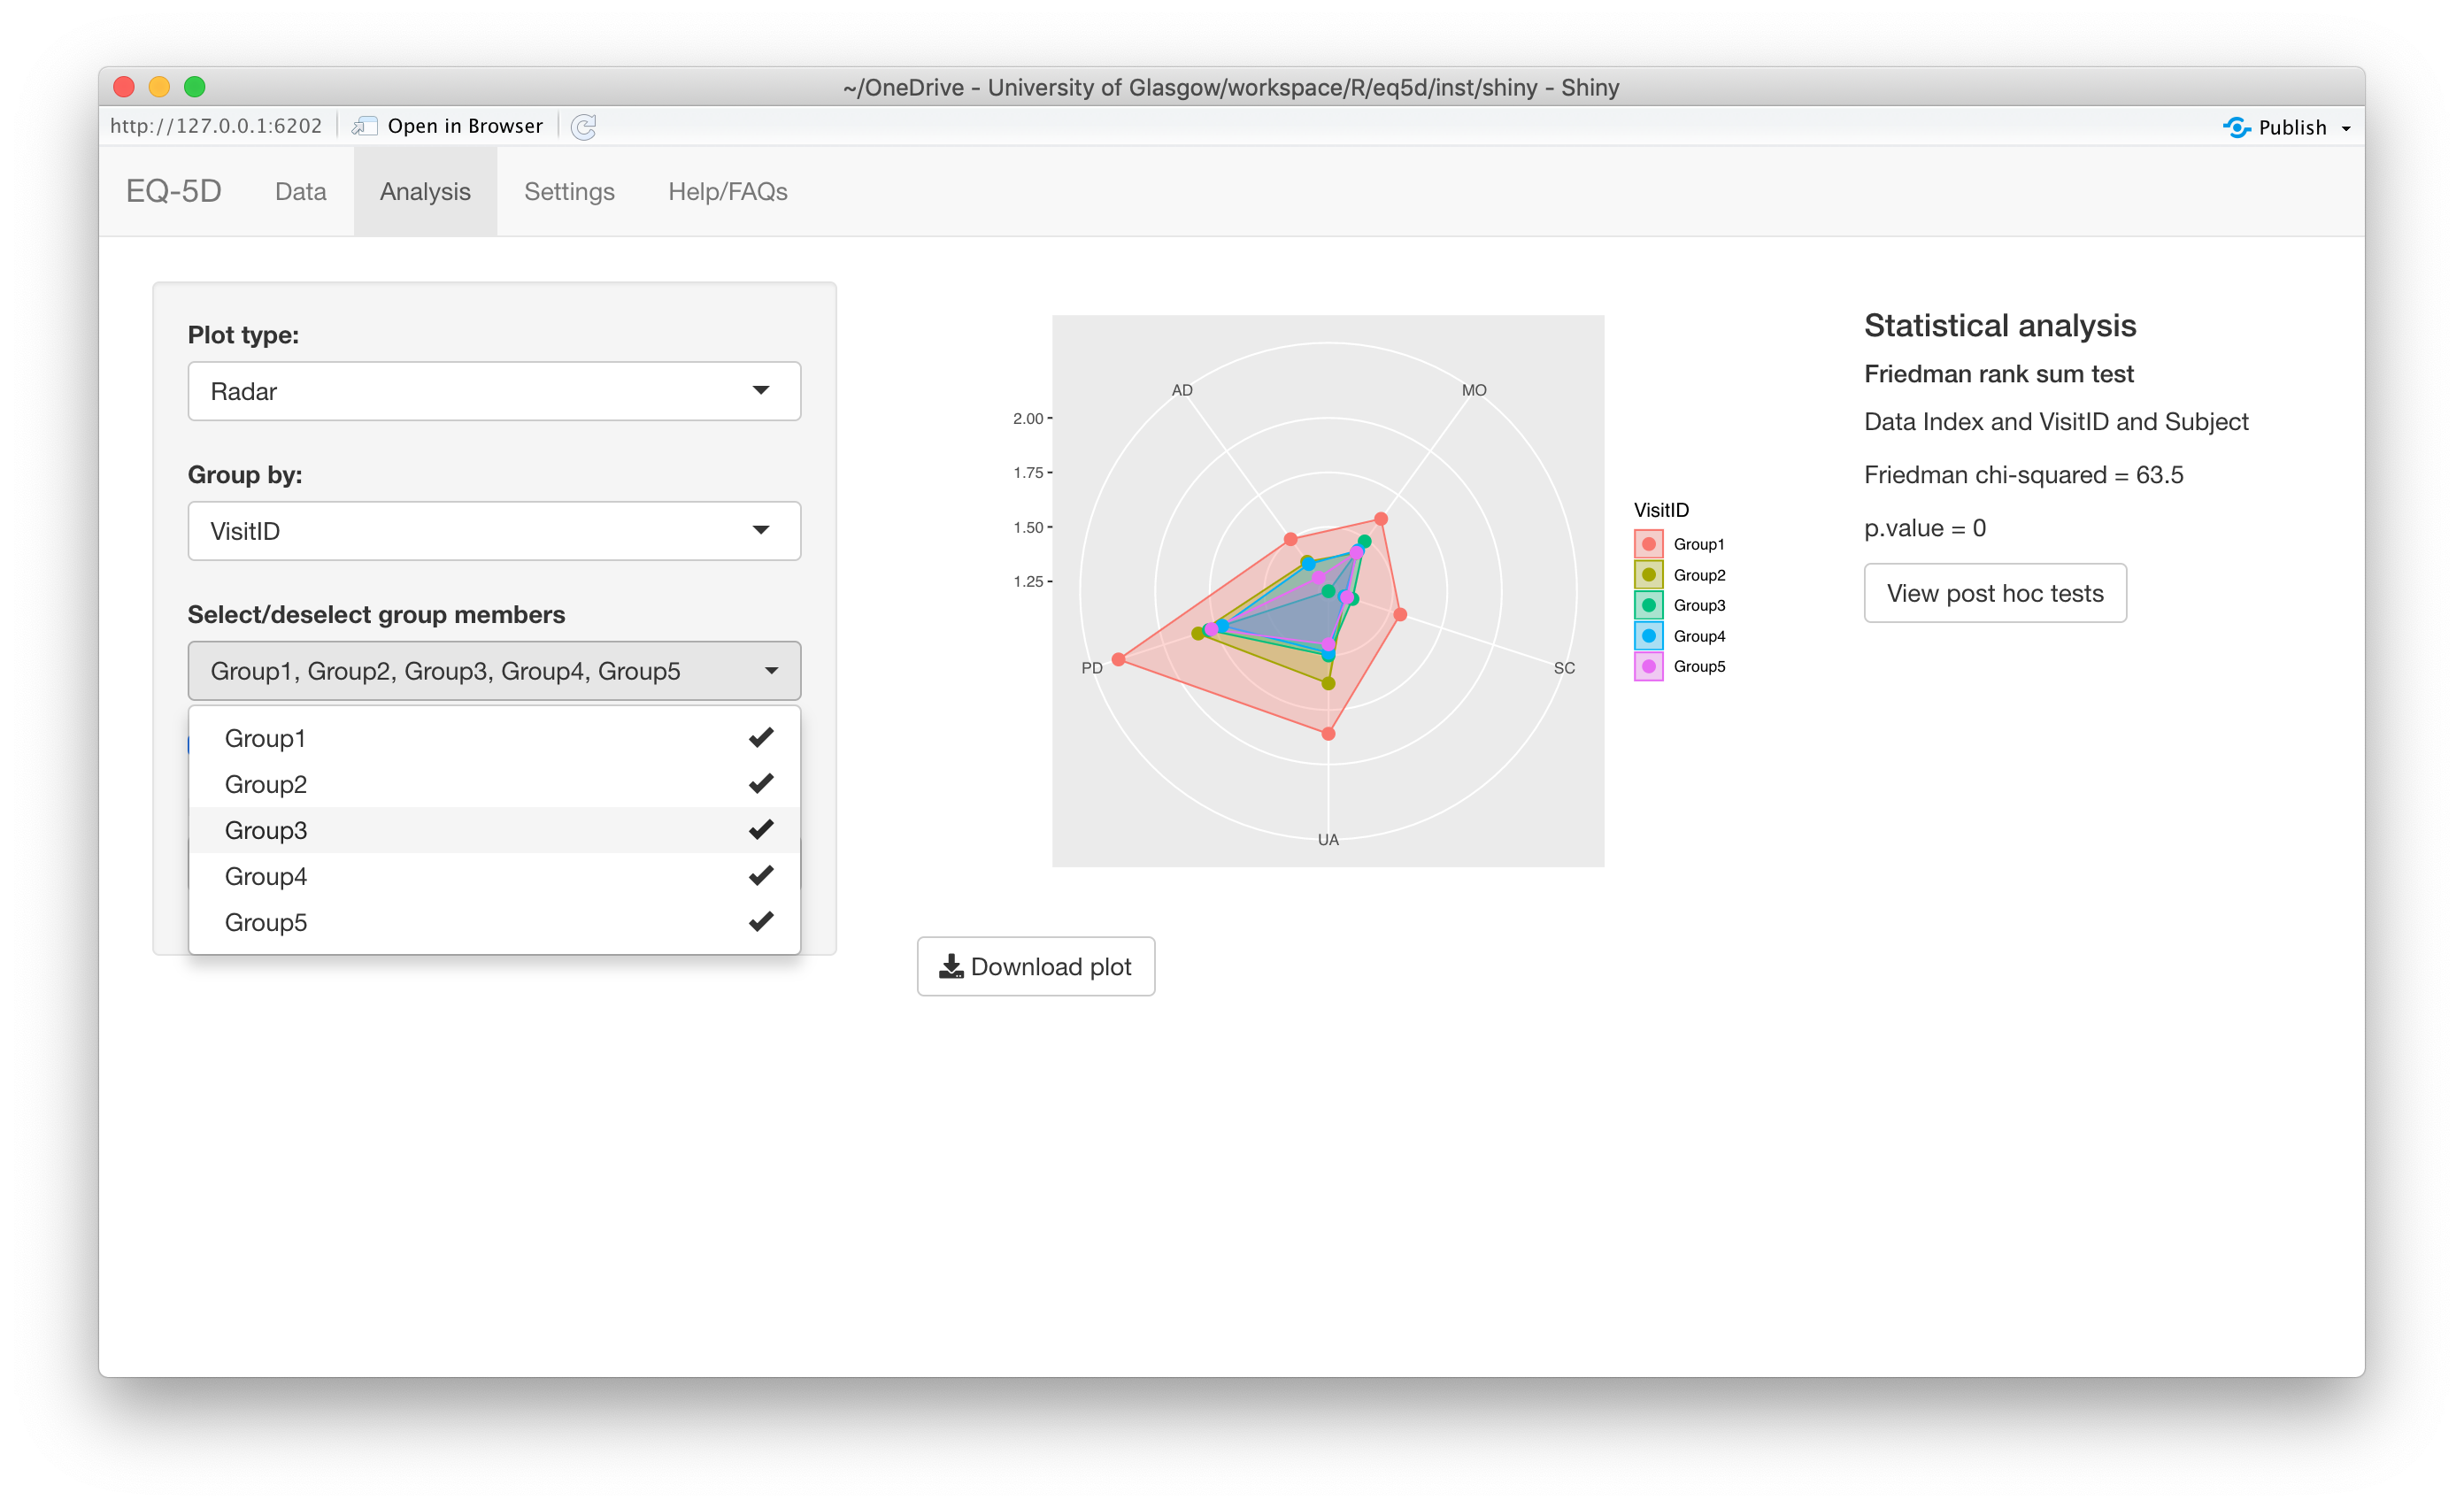 ~/OneDrive - University of Glasgow/workspace/R/eq5d/inst/shiny - Shiny
http://127.0.0.1:6202 Open in Browser Publish
EQ-5D Data Analysis Settings Help/FAQs
Plot type:
Radar
Group by:
VisitID
Select/deselect group members
Group1, Group2, Group3, Group4, Group5
Group1
Group2
Group3
Group4
Group5
AD
MO
2.00
1.75
1.50
1.25
PD
SC
UA
VisitID
Group1
Group2
Group3
Group4
Group5
Download plot
Statistical analysis
Friedman rank sum test
Data Index and VisitID and Subject
Friedman chi-squared = 63.5
p.value = 0
View post hoc tests